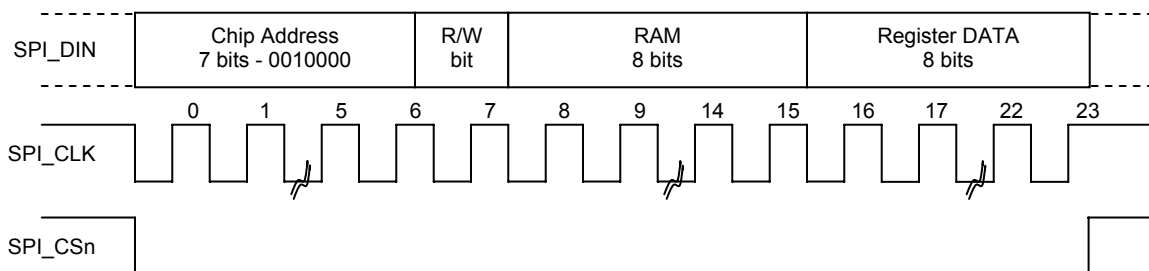 SPI_DIN
Chip Address
7 bits - 0010000
R/W
bit
RAM
8 bits
Register DATA
8 bits
0 1 5 6 7 8 9 14 15 16 17 22 23
SPI_CLK
SPI_CSn